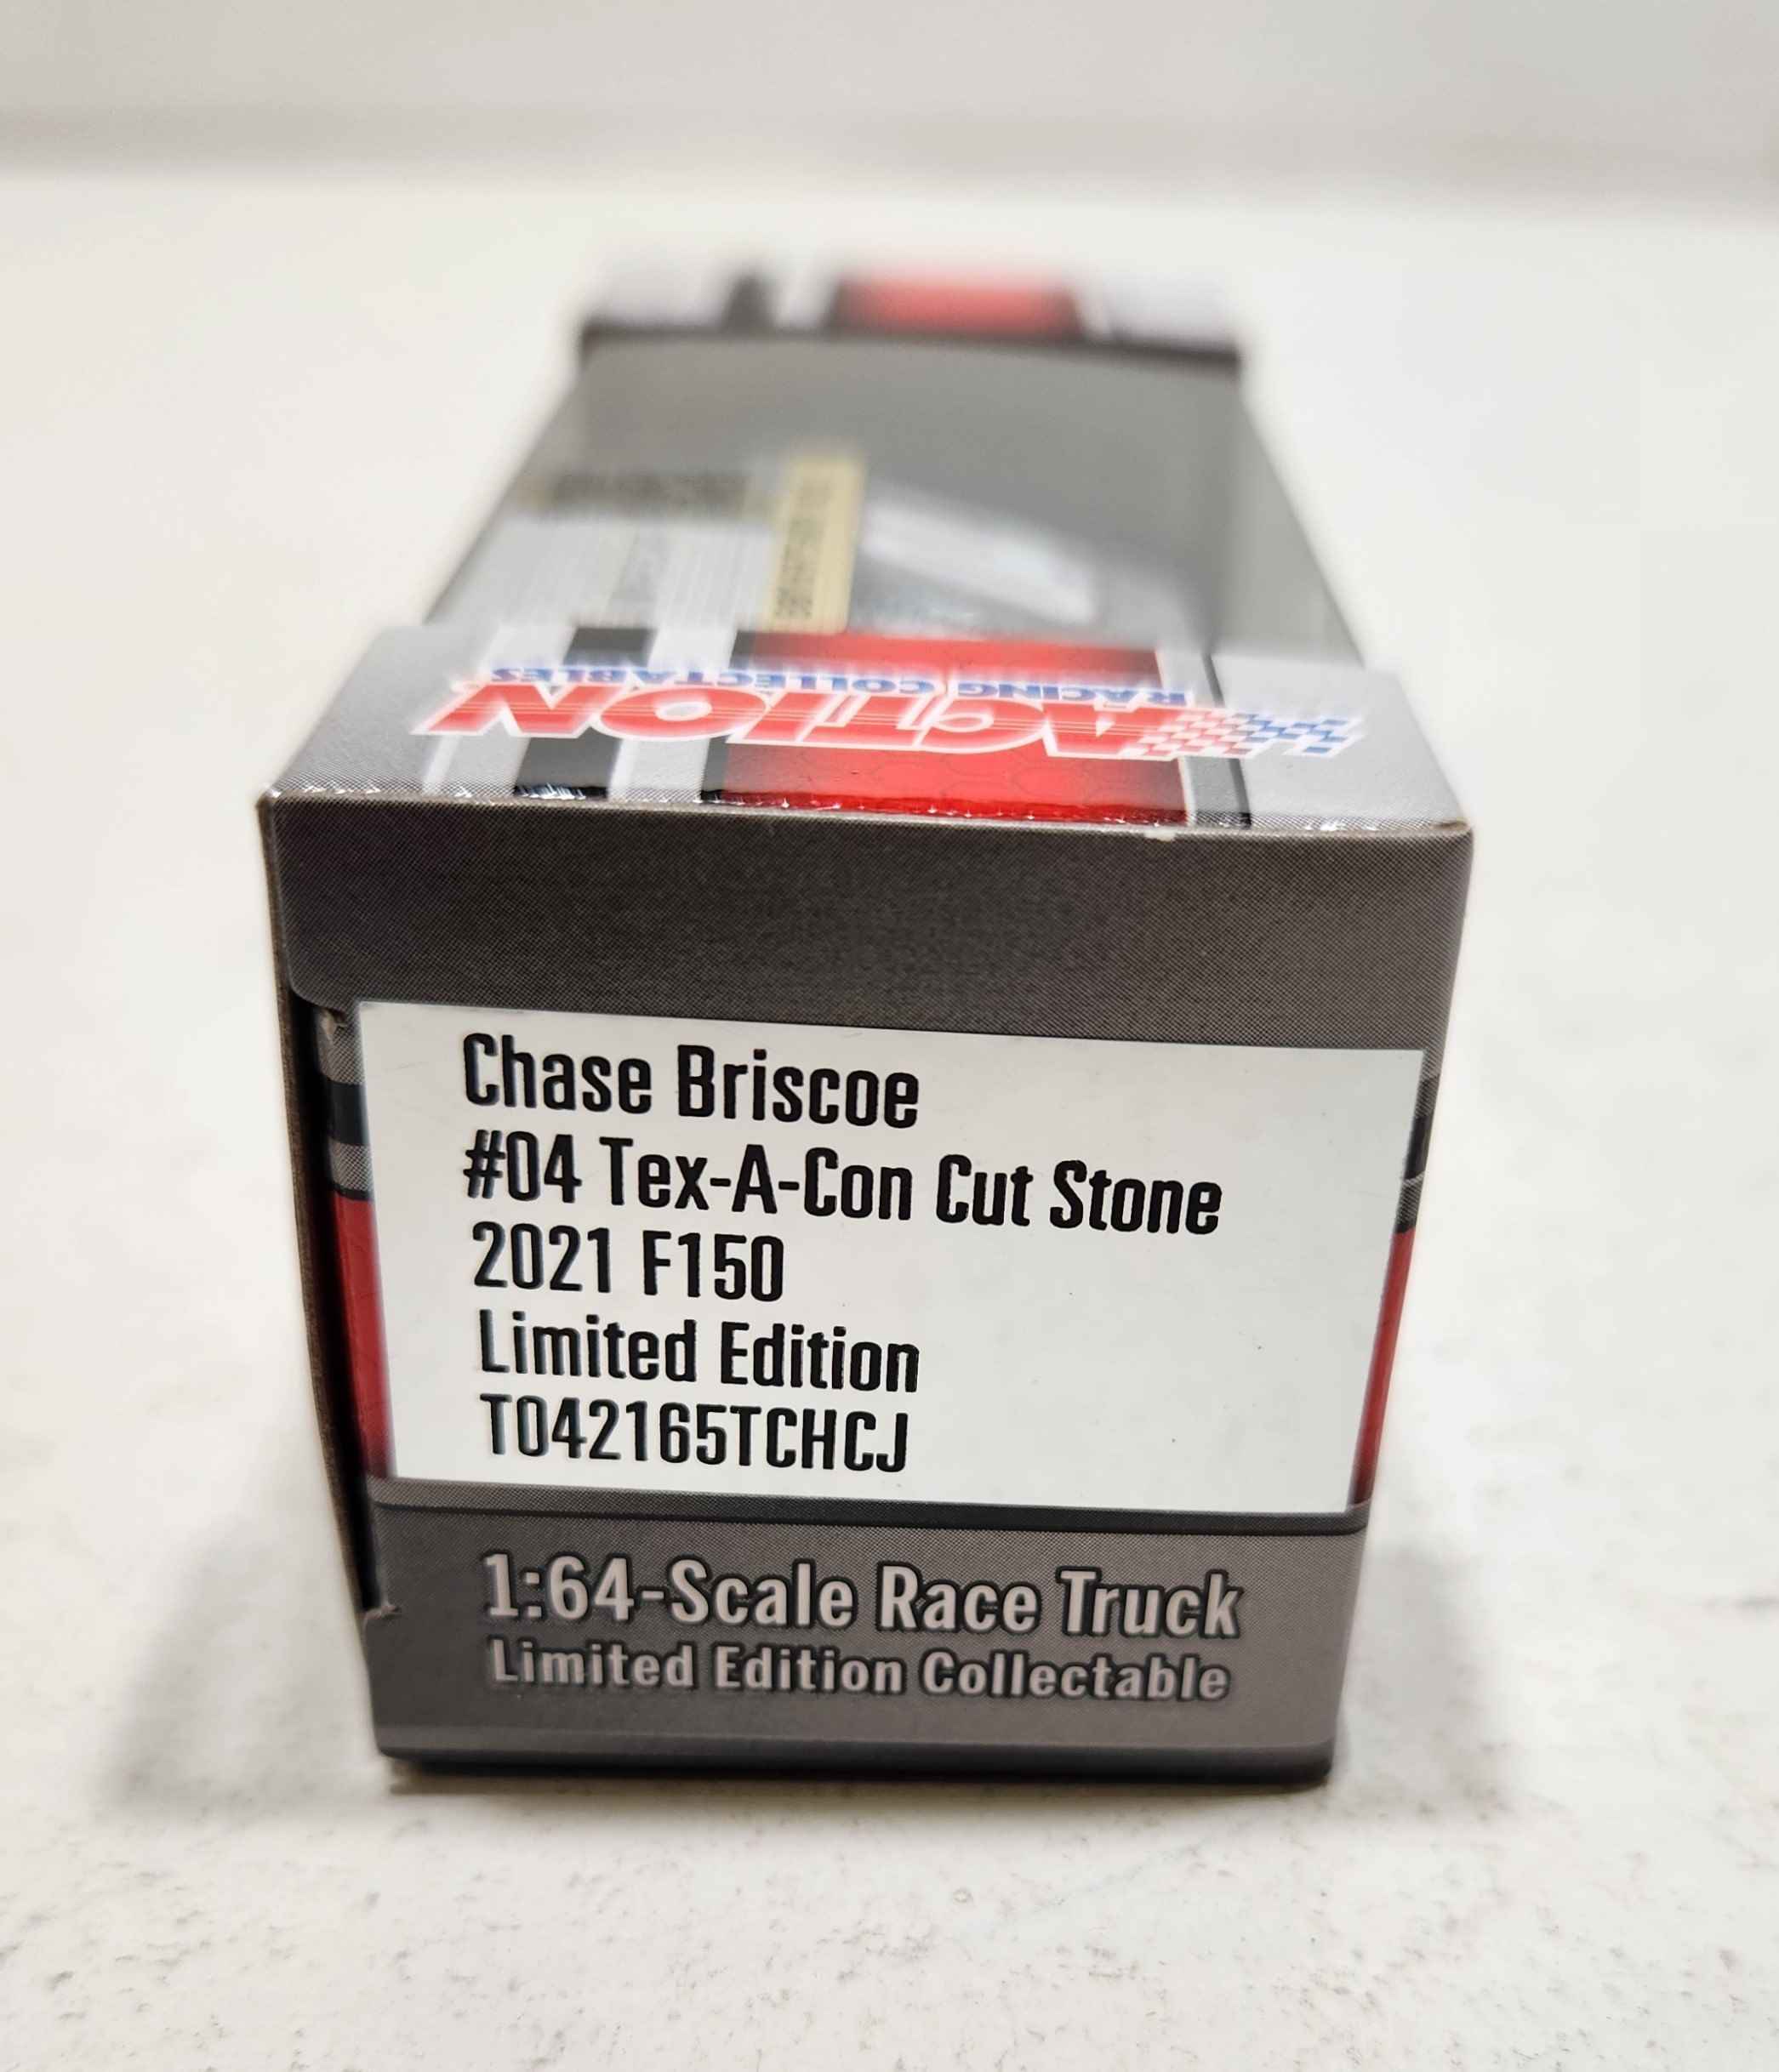 ACTION
RACING COLLECTABLES
Chase Briscoe
#04 Tex-A-Con Cut Stone
2021 F150
Limited Edition
T042165TCHCJ
1:64-Scale Race Truck
Limited Edition Collectable